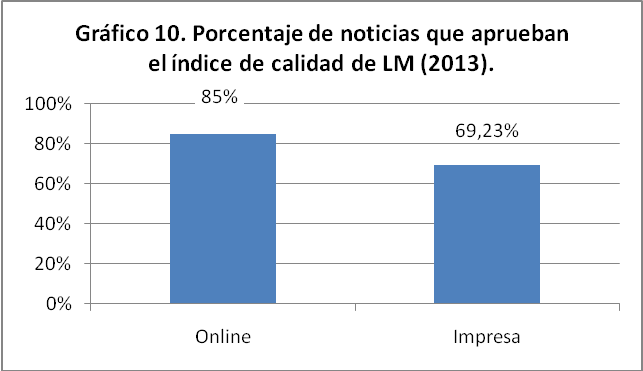 Gráfico 10. Porcentaje de noticias que aprueban
el índice de calidad de LM (2013).
100%
80%
60%
40%
20%
0%
85%
69,23%
Online
Impresa